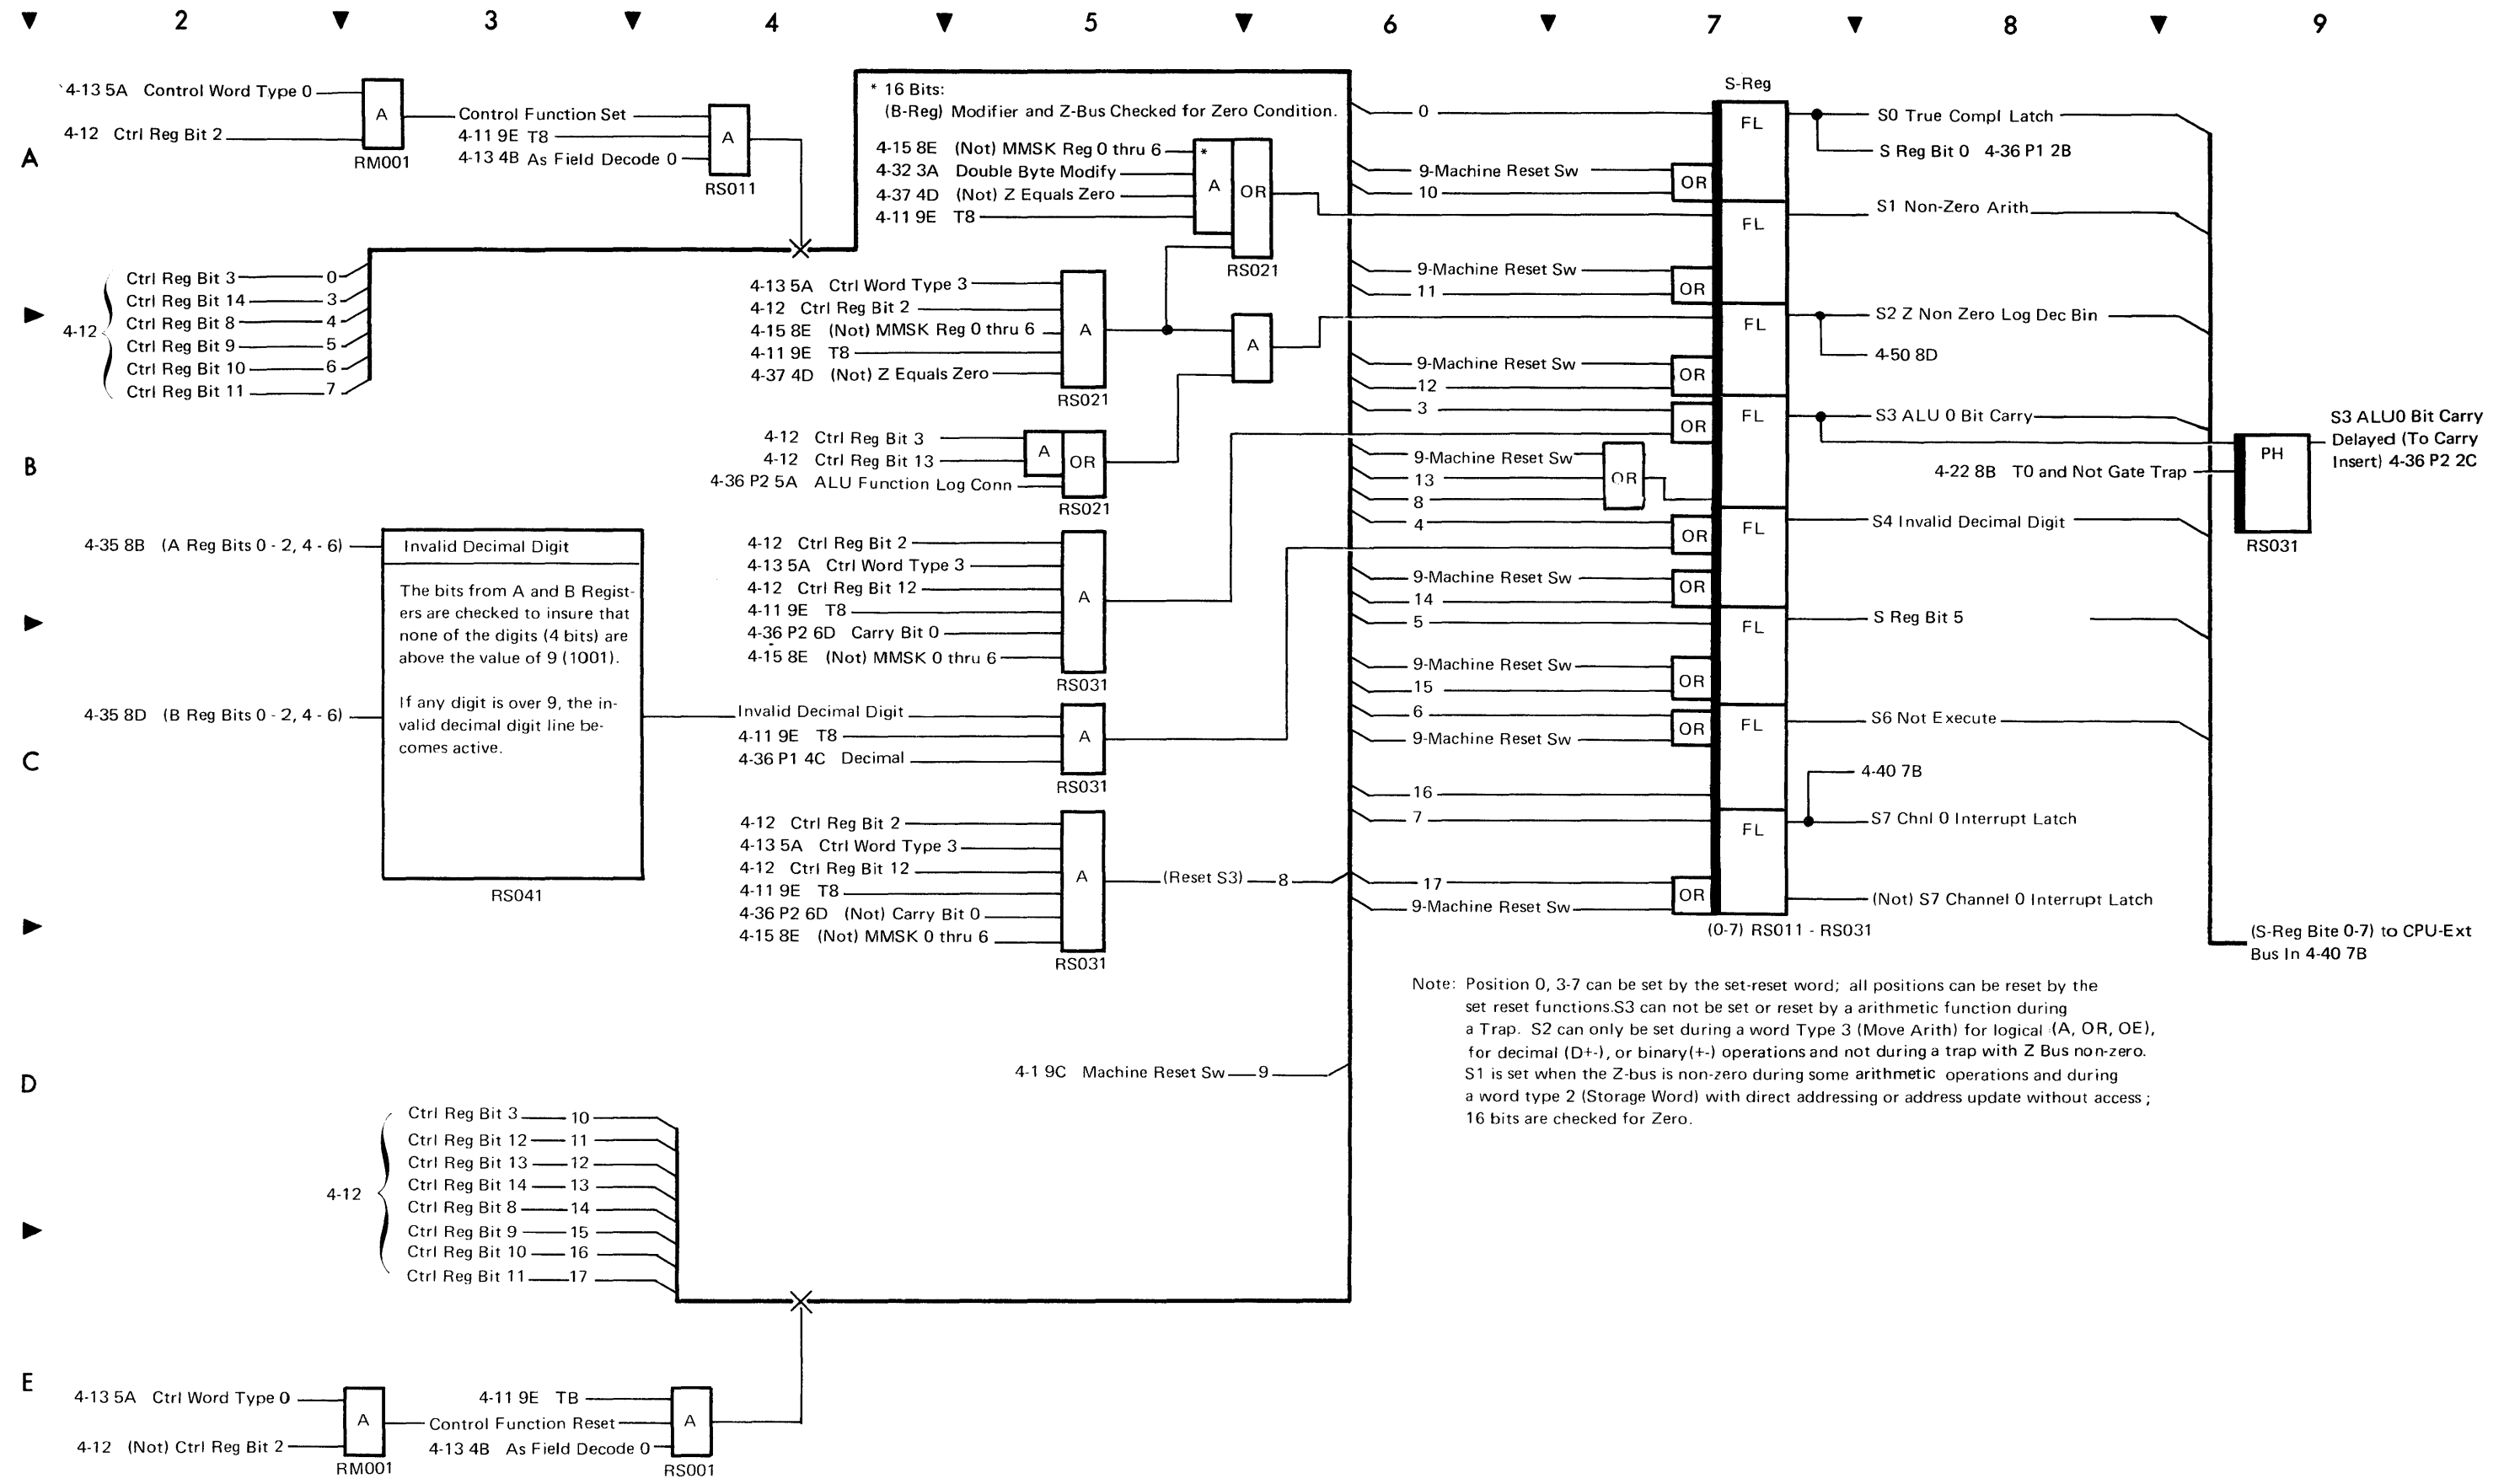 2 3 4 5 6 7 8 9
A
B
C
D
E
4-13 5A Control Word Type 0
4-12 Ctrl Reg Bit 2
A
RM001
Control Function Set
4-11 9E T8
4-13 4B As Field Decode 0
A
RS011
* 16 Bits:
(B-Reg) Modifier and Z-Bus Checked for Zero Condition.
4-15 8E (Not) MMSK Reg 0 thru 6
4-32 3A Double Byte Modify
4-37 4D (Not) Z Equals Zero
4-11 9E T8
*
A
OR
RS021
4-12
Ctrl Reg Bit 3 0
Ctrl Reg Bit 14 3
Ctrl Reg Bit 8 4
Ctrl Reg Bit 9 5
Ctrl Reg Bit 10 6
Ctrl Reg Bit 11 7
4-13 5A Ctrl Word Type 3
4-12 Ctrl Reg Bit 2
4-15 8E (Not) MMSK Reg 0 thru 6
4-11 9E T8
4-37 4D (Not) Z Equals Zero
A
RS021
A
4-12 Ctrl Reg Bit 3
4-12 Ctrl Reg Bit 13
4-36 P2 5A ALU Function Log Conn
A
OR
RS021
4-35 8B (A Reg Bits 0 - 2, 4 - 6)
4-35 8D (B Reg Bits 0 - 2, 4 - 6)
Invalid Decimal Digit
The bits from A and B Regist-
ers are checked to insure that
none of the digits (4 bits) are
above the value of 9 (1001).
If any digit is over 9, the in-
valid decimal digit line be-
comes active.
RS041
4-12 Ctrl Reg Bit 2
4-13 5A Ctrl Word Type 3
4-12 Ctrl Reg Bit 12
4-11 9E T8
4-36 P2 6D Carry Bit 0
4-15 8E (Not) MMSK 0 thru 6
A
RS031
Invalid Decimal Digit
4-11 9E T8
4-36 P1 4C Decimal
A
RS031
4-12 Ctrl Reg Bit 2
4-13 5A Ctrl Word Type 3
4-12 Ctrl Reg Bit 12
4-11 9E T8
4-36 P2 6D (Not) Carry Bit 0
4-15 8E (Not) MMSK 0 thru 6
A
RS031
(Reset S3) 8
4-1 9C Machine Reset Sw 9
4-12
Ctrl Reg Bit 3 10
Ctrl Reg Bit 12 11
Ctrl Reg Bit 13 12
Ctrl Reg Bit 14 13
Ctrl Reg Bit 8 14
Ctrl Reg Bit 9 15
Ctrl Reg Bit 10 16
Ctrl Reg Bit 11 17
4-13 5A Ctrl Word Type 0
4-12 (Not) Ctrl Reg Bit 2
A
RM001
4-11 9E TB
Control Function Reset
4-13 4B As Field Decode 0
A
RS001
S-Reg
0
FL
9-Machine Reset Sw
10
OR
FL
9-Machine Reset Sw
11
OR
FL
9-Machine Reset Sw
12
OR
3
OR
FL
9-Machine Reset Sw
13
8
OR
4
OR
FL
9-Machine Reset Sw
14
OR
5
FL
9-Machine Reset Sw
15
OR
6
9-Machine Reset Sw
OR
FL
16
7
FL
17
9-Machine Reset Sw
OR
(0-7) RS011 - RS031
S0 True Compl Latch
S Reg Bit 0 4-36 P1 2B
S1 Non-Zero Arith
S2 Z Non Zero Log Dec Bin
4-50 8D
S3 ALU 0 Bit Carry
4-22 8B T0 and Not Gate Trap
PH
RS031
S3 ALU0 Bit Carry
Delayed (To Carry
Insert) 4-36 P2 2C
S4 Invalid Decimal Digit
S Reg Bit 5
S6 Not Execute
4-40 7B
S7 Chnl 0 Interrupt Latch
(Not) S7 Channel 0 Interrupt Latch
(S-Reg Bite 0-7) to CPU-Ext
Bus In 4-40 7B
Note: Position 0, 3-7 can be set by the set-reset word; all positions can be reset by the
set reset functions.S3 can not be set or reset by a arithmetic function during
a Trap. S2 can only be set during a word Type 3 (Move Arith) for logical (A, OR, OE),
for decimal (D+-), or binary(+-) operations and not during a trap with Z Bus non-zero.
S1 is set when the Z-bus is non-zero during some arithmetic operations and during
a word type 2 (Storage Word) with direct addressing or address update without access;
16 bits are checked for Zero.